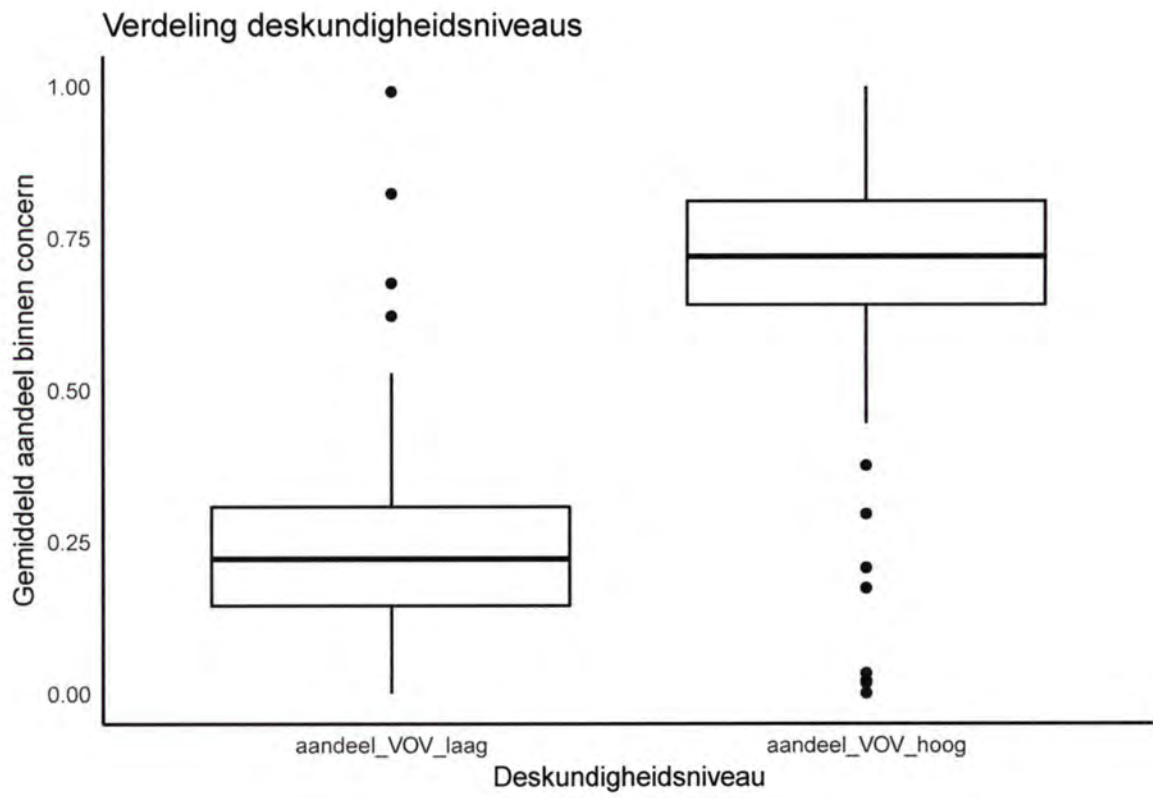 Verdeling deskundigheidsniveaus
Gemiddeld aandeel binnen concern
1.00
0.75
0.50
0.25
0.00
aandeel_VOV_laag
aandeel_VOV_hoog
Deskundigheidsniveau